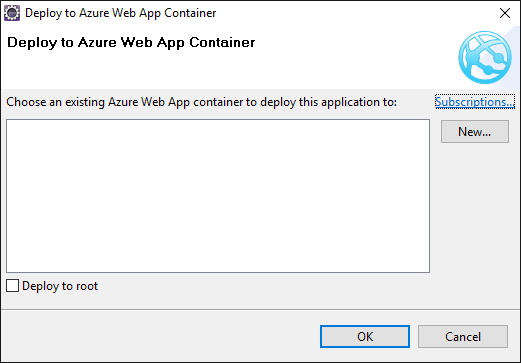 Deploy to Azure Web App Container
Deploy to Azure Web App Container
Choose an existing Azure Web App container to deploy this application to:
Subscriptions...
New...
Deploy to root
OK
Cancel